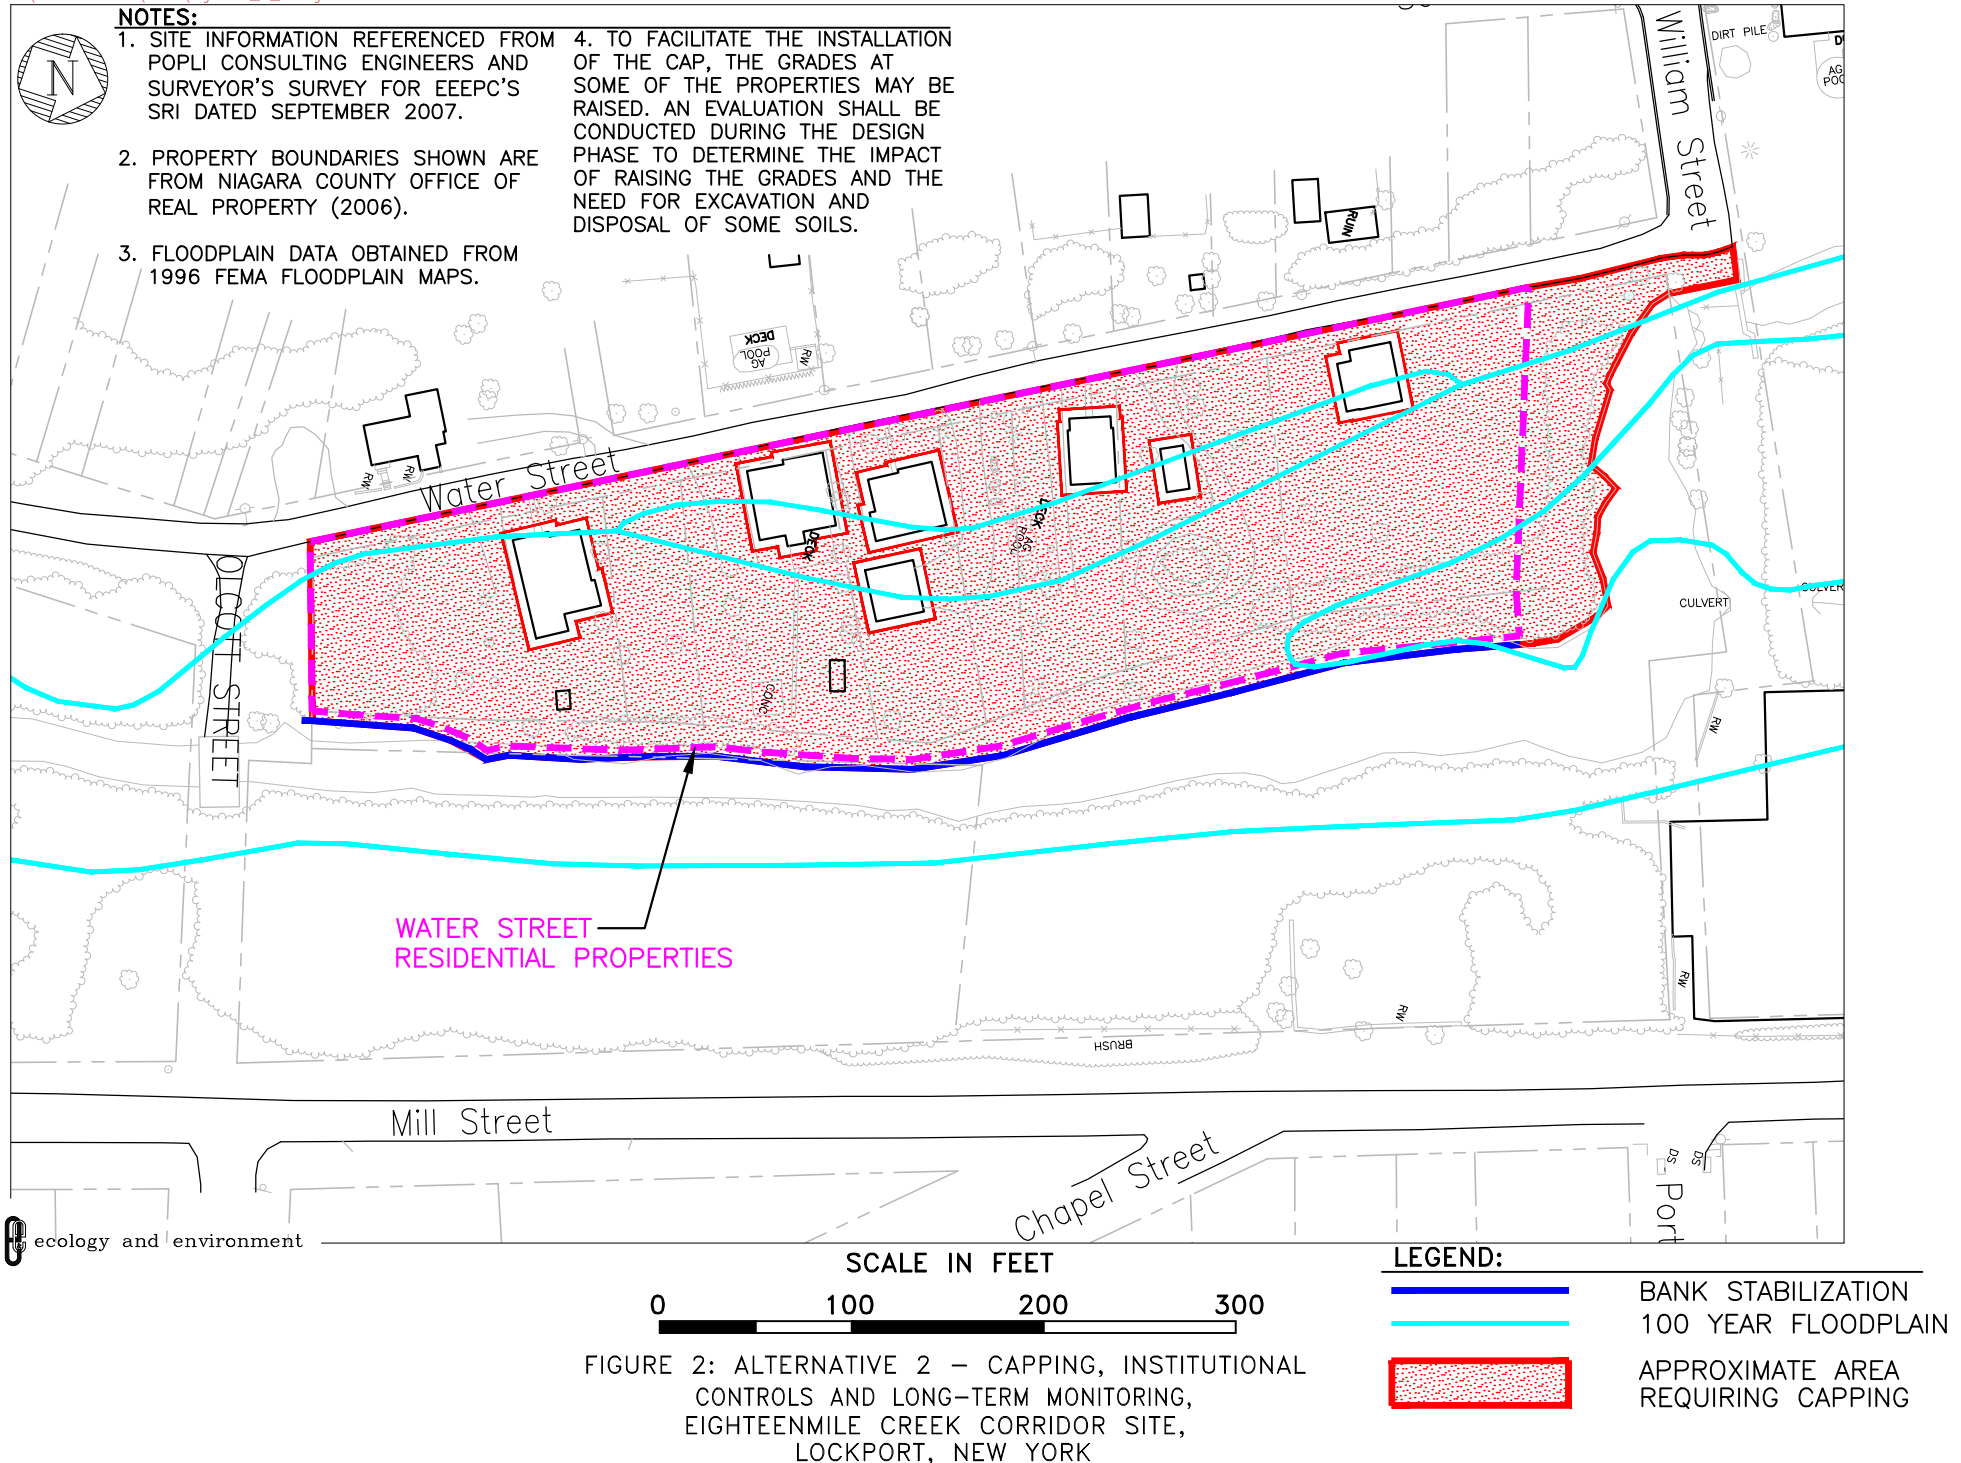 NOTES:
1. SITE INFORMATION REFERENCED FROM
POPLI CONSULTING ENGINEERS AND
SURVEYOR'S SURVEY FOR EEEPC'S
SRI DATED SEPTEMBER 2007.
2. PROPERTY BOUNDARIES SHOWN ARE
FROM NIAGARA COUNTY OFFICE OF
REAL PROPERTY (2006).
3. FLOODPLAIN DATA OBTAINED FROM
1996 FEMA FLOODPLAIN MAPS.
4. TO FACILITATE THE INSTALLATION
OF THE CAP, THE GRADES AT
SOME OF THE PROPERTIES MAY BE
RAISED. AN EVALUATION SHALL BE
CONDUCTED DURING THE DESIGN
PHASE TO DETERMINE THE IMPACT
OF RAISING THE GRADES AND THE
NEED FOR EXCAVATION AND
DISPOSAL OF SOME SOILS.
N
William Street
DIRT PILE
RUIN
DECK
AG
POOL
RW
RW
RW
Water Street
DECK
DECK
AG
POOL
CONC
OLCOTT STREET
CULVERT
CULVER
RW
WATER STREET
RESIDENTIAL PROPERTIES
RW
RW
BRUSH
Mill Street
Chapel Street
DS
DS
Port
ecology and environment
SCALE IN FEET
0 100 200 300
FIGURE 2: ALTERNATIVE 2 – CAPPING, INSTITUTIONAL
CONTROLS AND LONG-TERM MONITORING,
EIGHTEENMILE CREEK CORRIDOR SITE,
LOCKPORT, NEW YORK
LEGEND:
BANK STABILIZATION
100 YEAR FLOODPLAIN
APPROXIMATE AREA
REQUIRING CAPPING